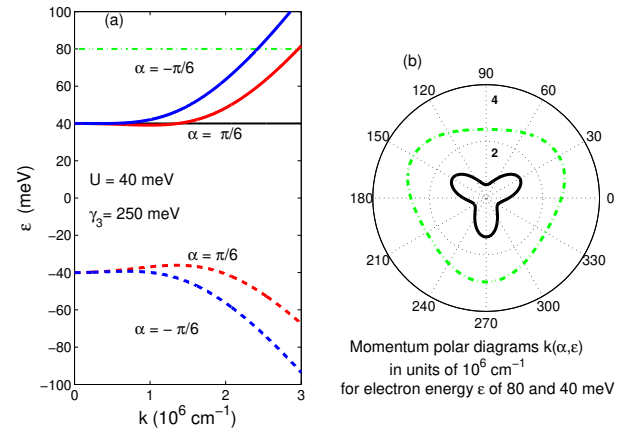 (a)
100
80
60
40
20
0
−20
−40
−60
−80
−100
ε (meV)
α = −π/6
α = π/6
U = 40 meV
γ3= 250 meV
α = π/6
α = − π/6
0
1
2
3
k (10^6 cm^−1)
(b)
90
120
60
4
150
30
2
180
0
210
330
240
300
270
Momentum polar diagrams k(α,ε)
in units of 10^6 cm^−1
for electron energy ε of 80 and 40 meV